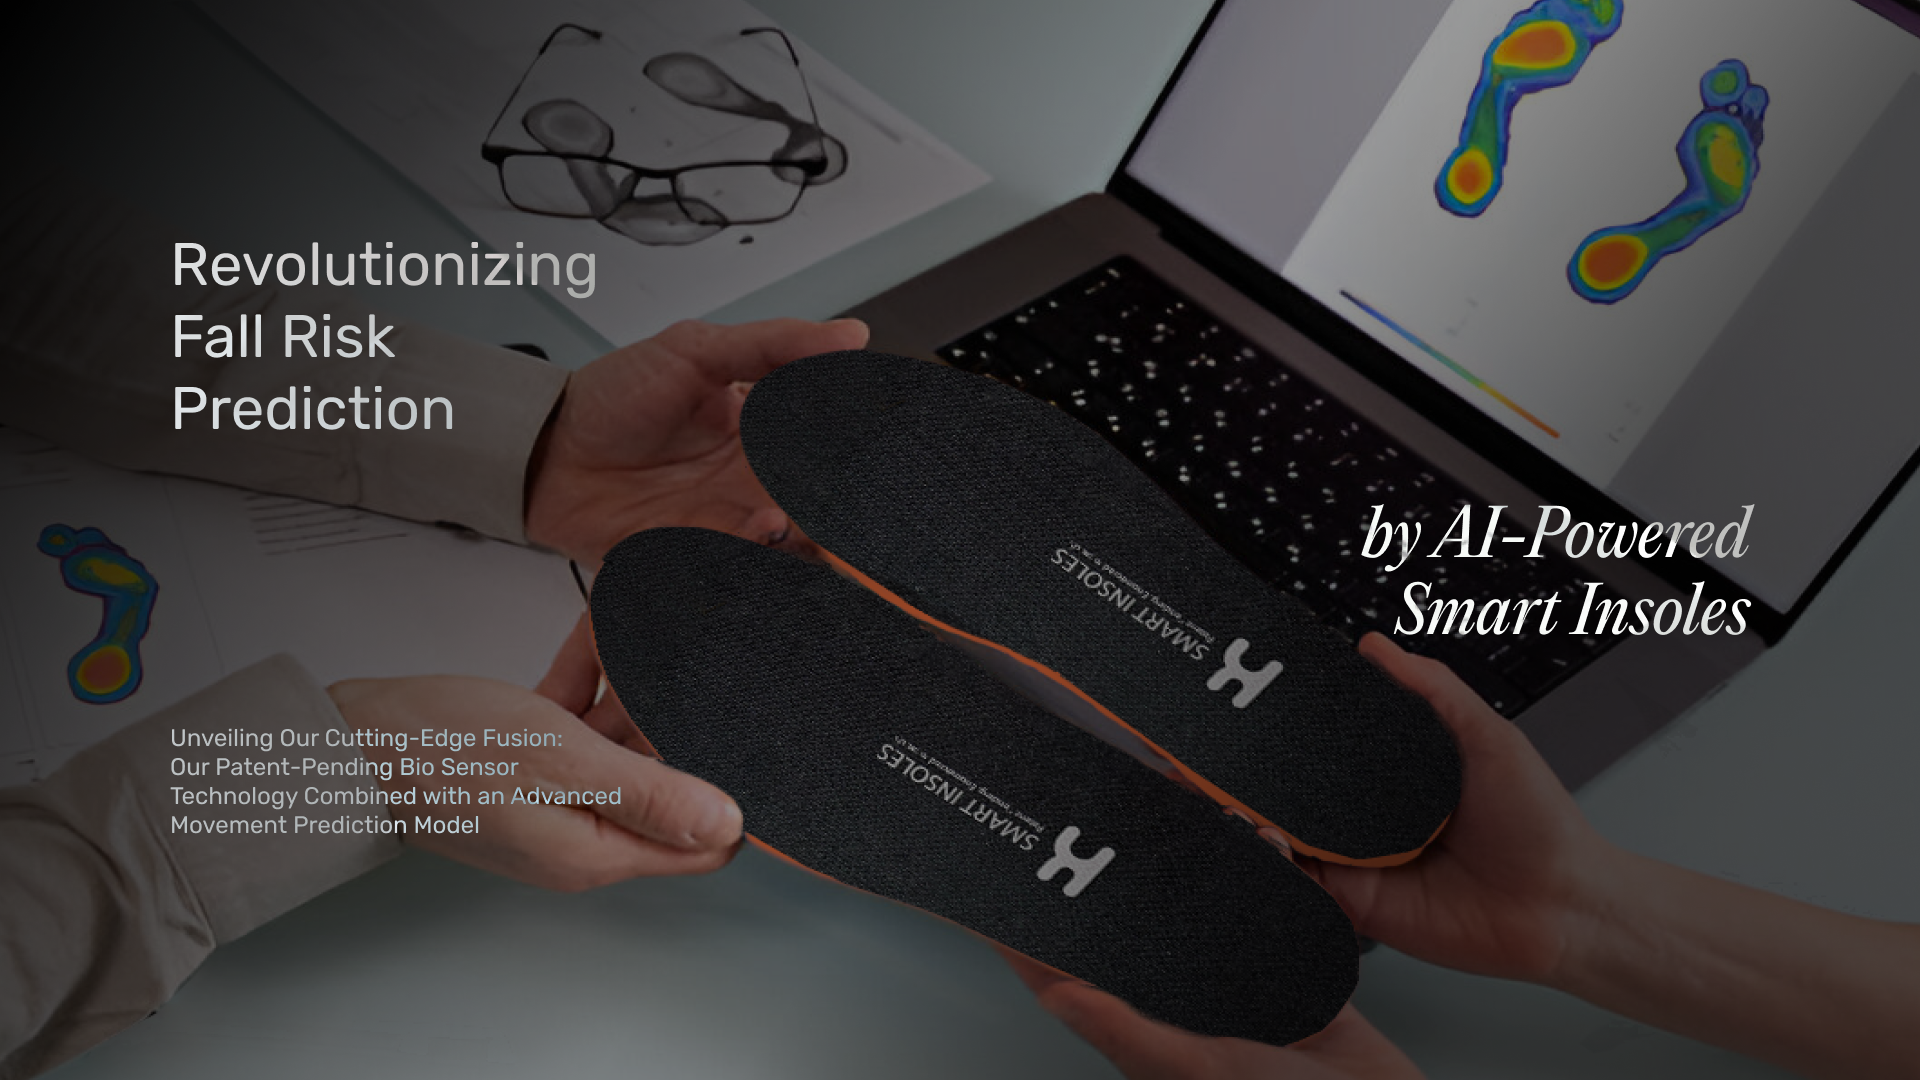 Revolutionizing
Fall Risk
Prediction
by AI-Powered
Smart Insoles
SMART INSOLES
SMART INSOLES
Unveiling Our Cutting-Edge Fusion:
Our Patent-Pending Bio Sensor
Technology Combined with an Advanced
Movement Prediction Model